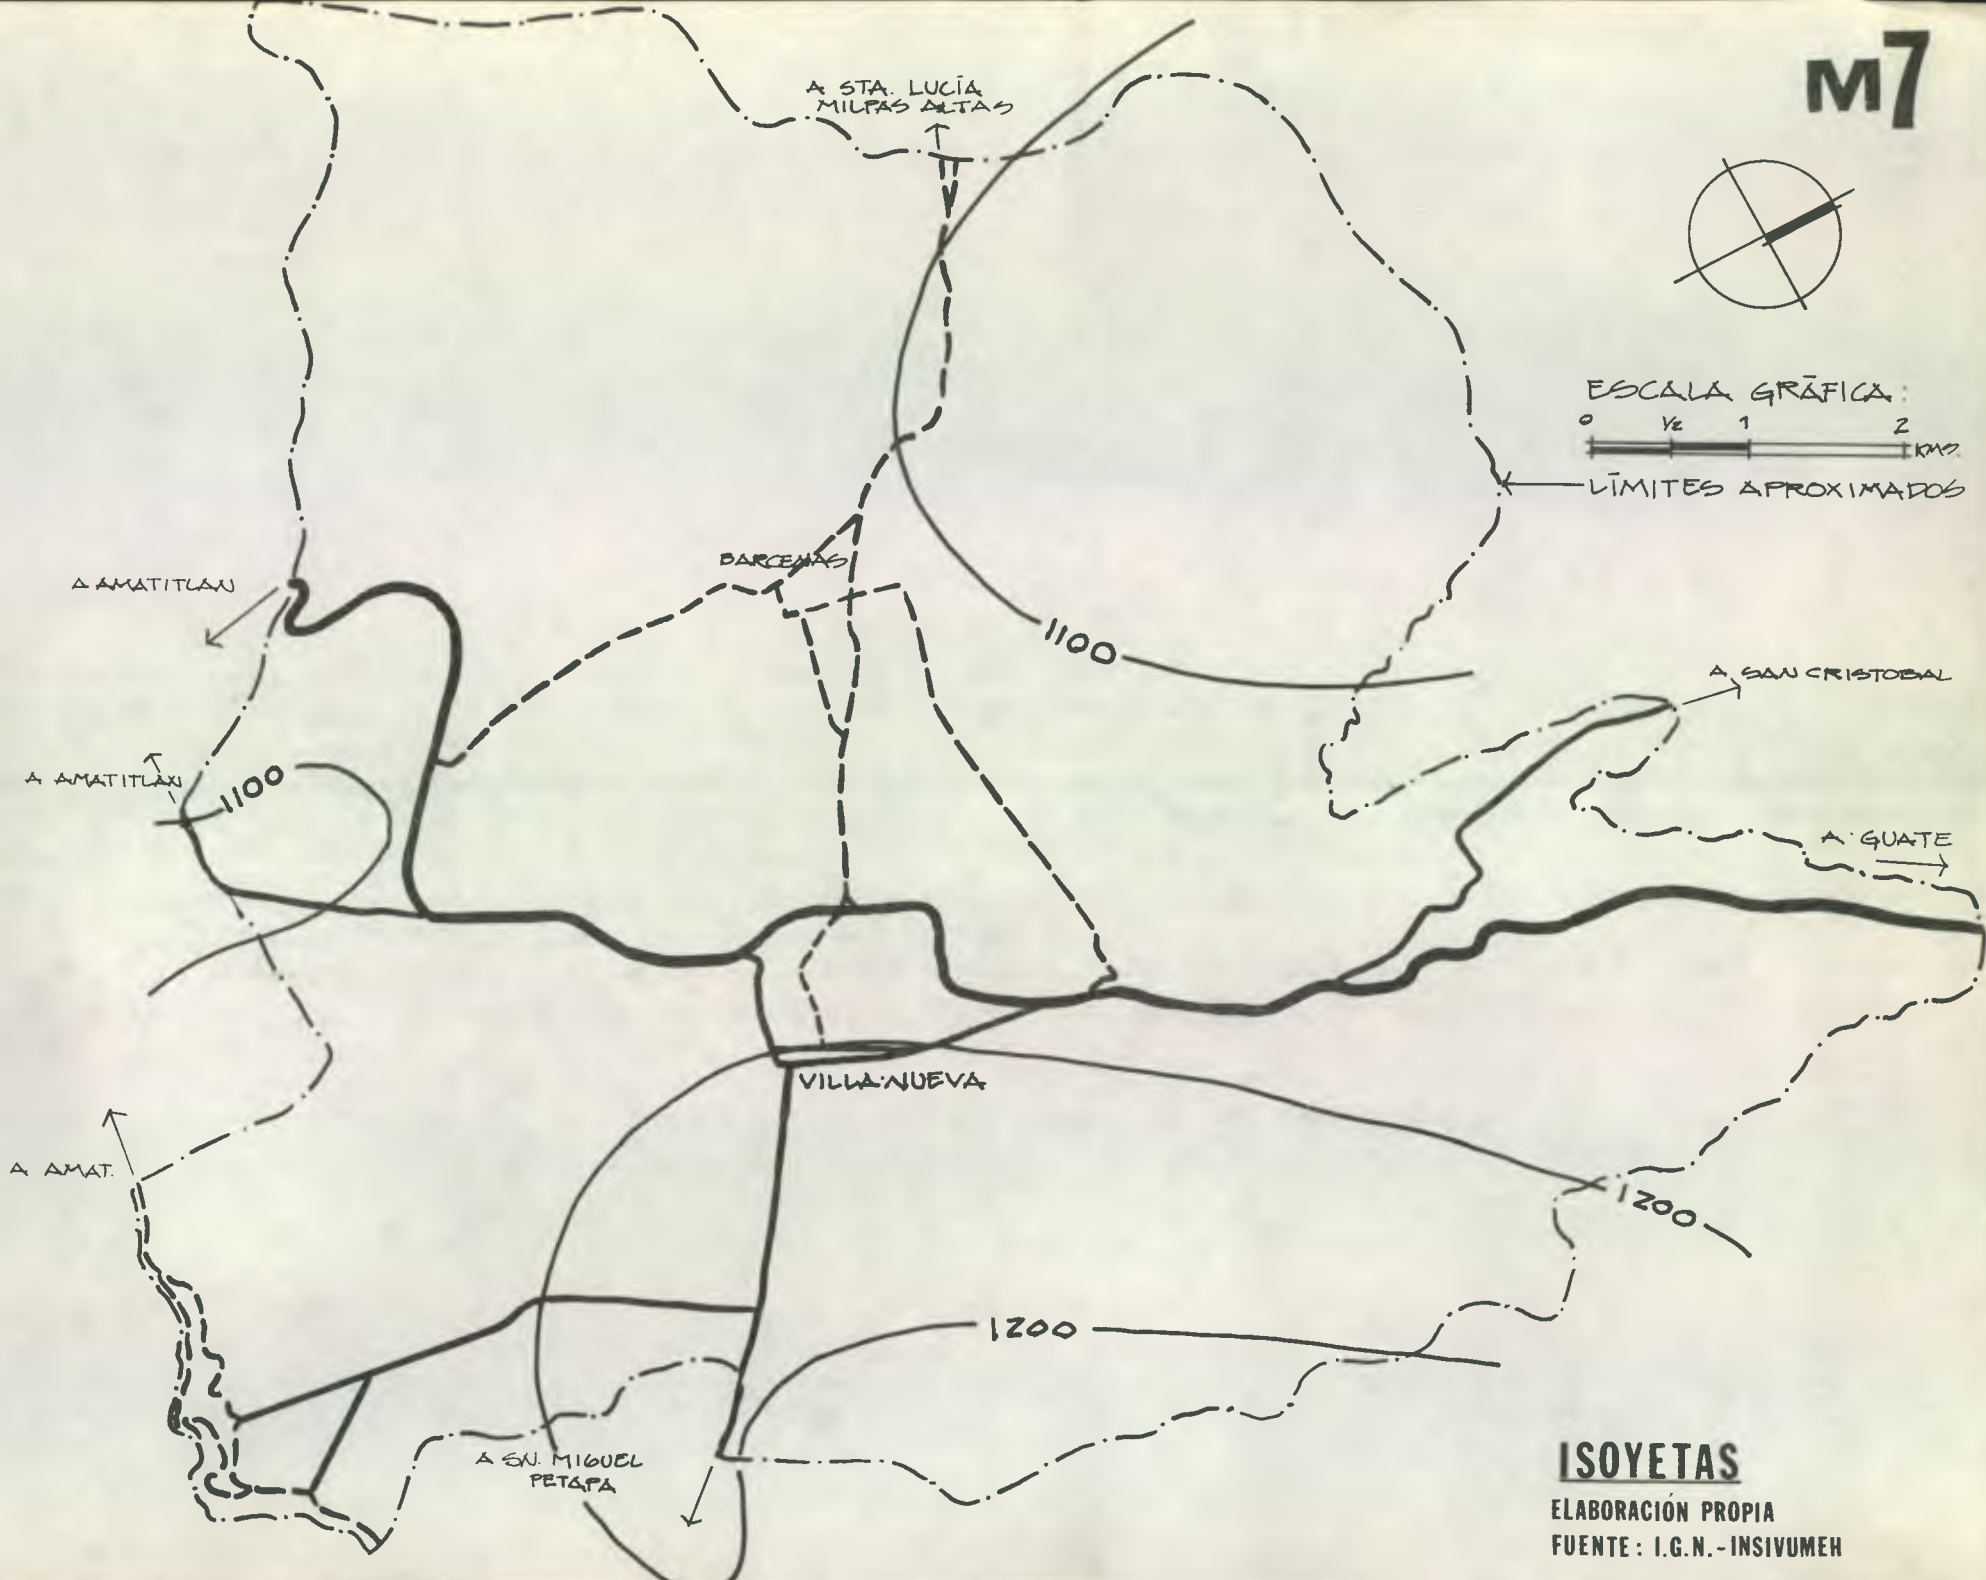 M7
A STA. LUCÍA
MILPAS ALTAS
ESCALA GRÁFICA:
0 1/2 1 2 KMS.
LÍMITES APROXIMADOS
BARCENAS
A AMATITLAN
1100
A SAN CRISTOBAL
A AMATITLAN
1100
A GUATE
VILLA NUEVA
A AMAT.
1200
1200
A SN. MIGUEL
PETAPA
ISOYETAS
ELABORACIÓN PROPIA
FUENTE: I.G.N.-INSIVUMEH